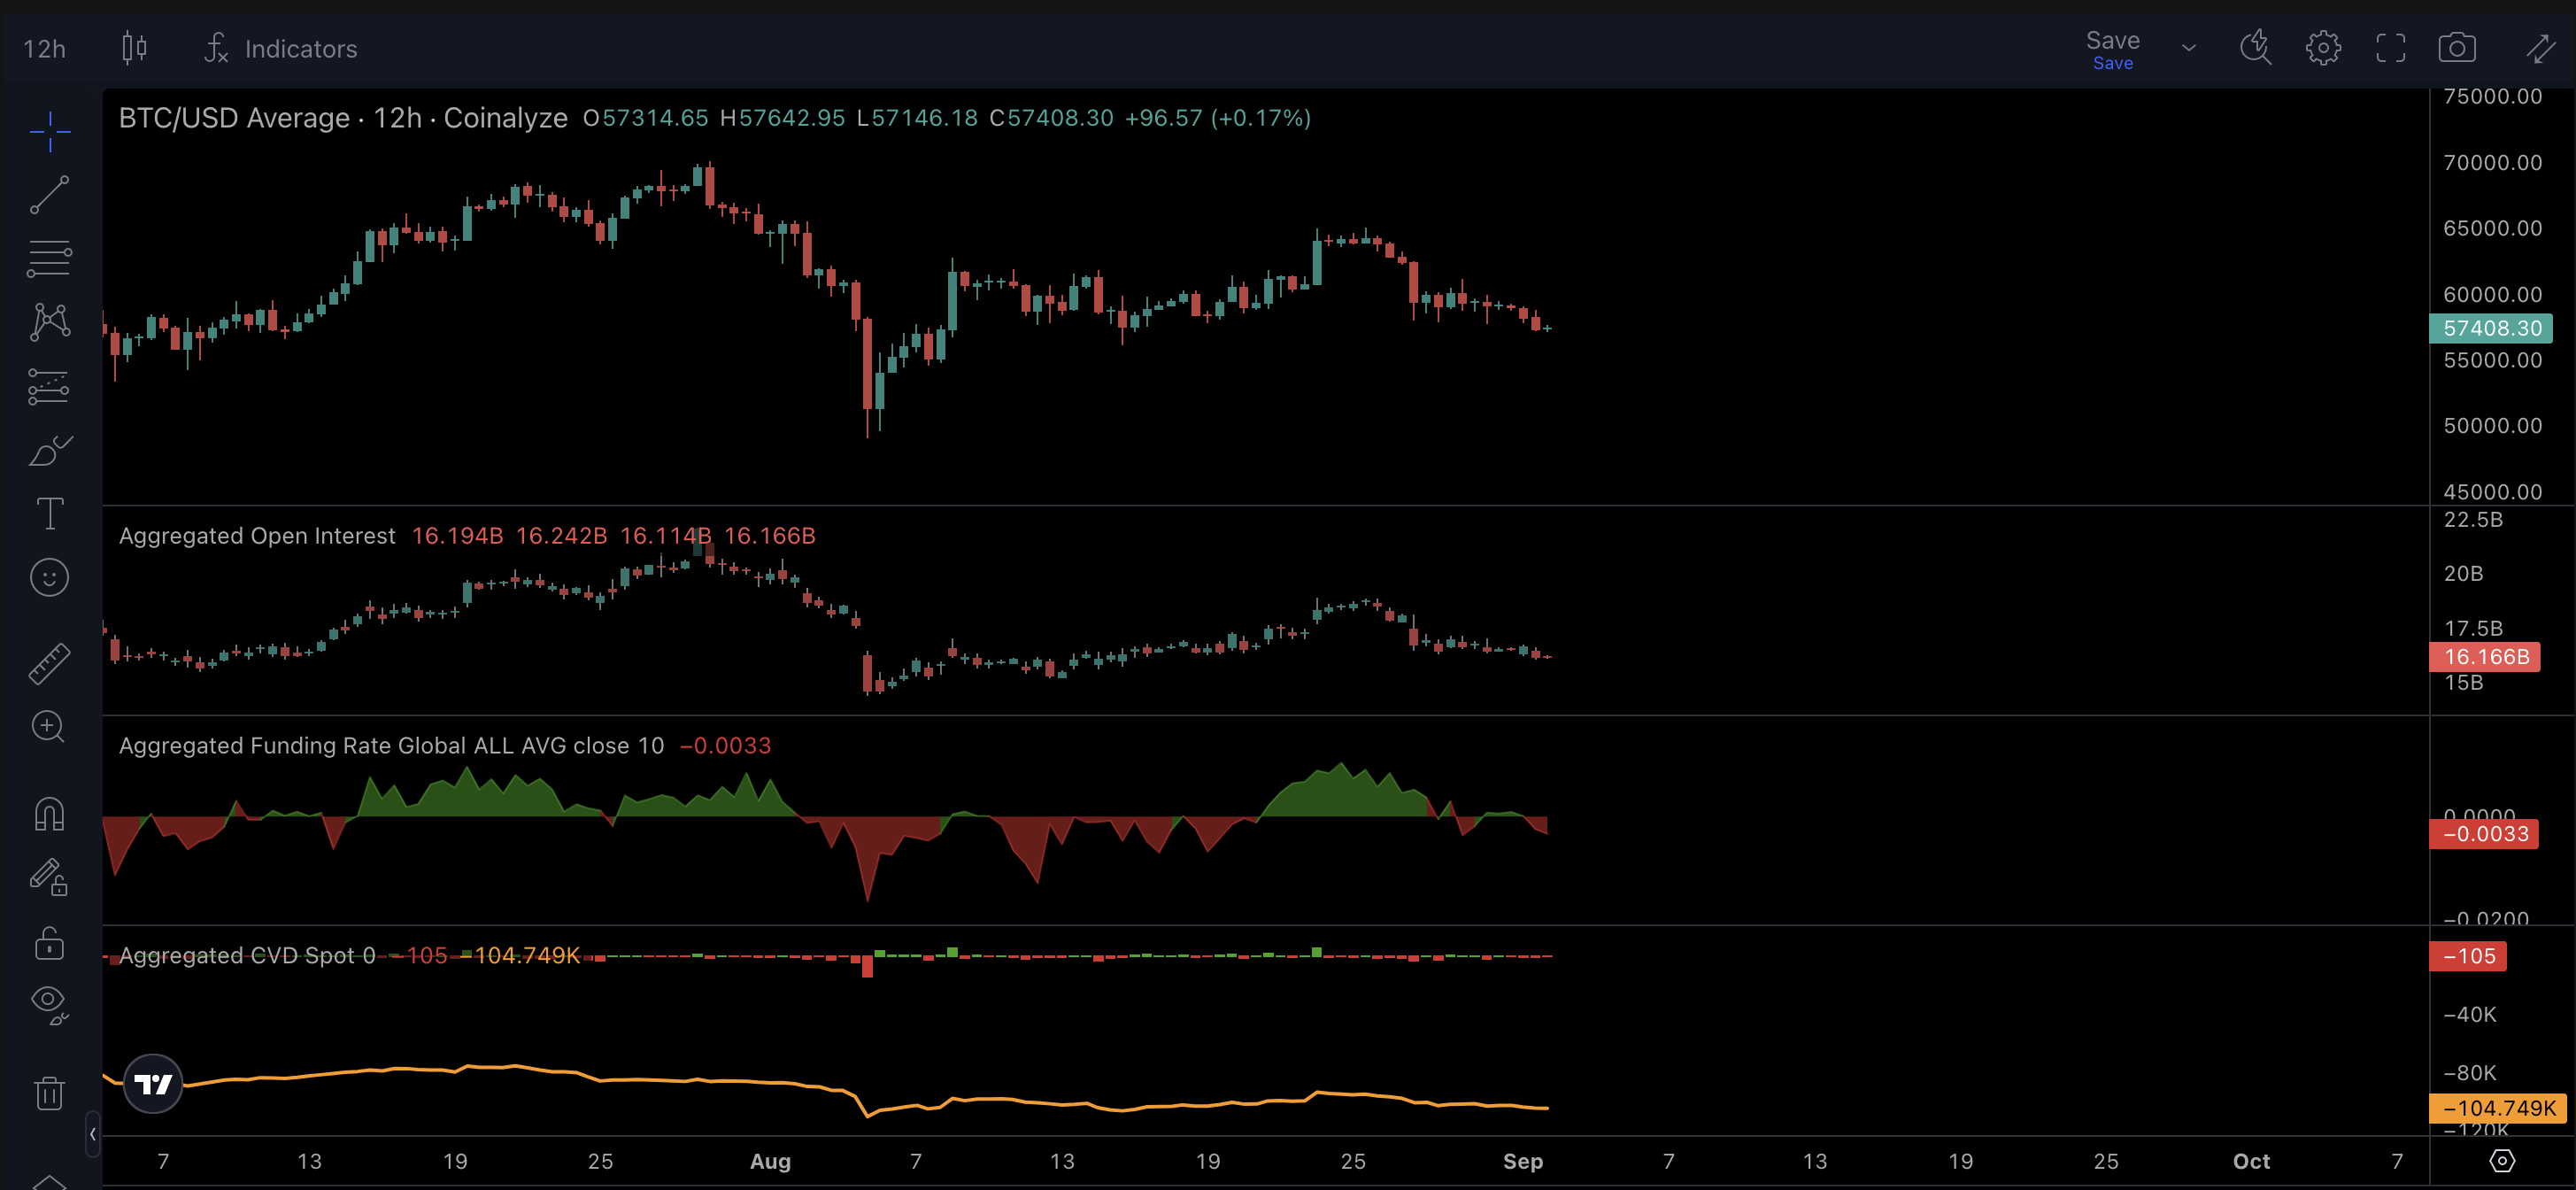 12h Indicators Save
Save
BTC/USD Average · 12h · Coinalyze O57314.65 H57642.95 L57146.18 C57408.30 +96.57 (+0.17%)
75000.00
70000.00
65000.00
60000.00
57408.30
55000.00
50000.00
45000.00
Aggregated Open Interest 16.194B 16.242B 16.114B 16.166B
22.5B
20B
17.5B
16.166B
15B
Aggregated Funding Rate Global ALL AVG close 10 −0.0033
0.0000
−0.0033
−0.0200
Aggregated CVD Spot 0 −105 −104.749K
−105
−40K
−80K
−104.749K
−120K
7 13 19 25 Aug 7 13 19 25 Sep 7 13 19 25 Oct 7